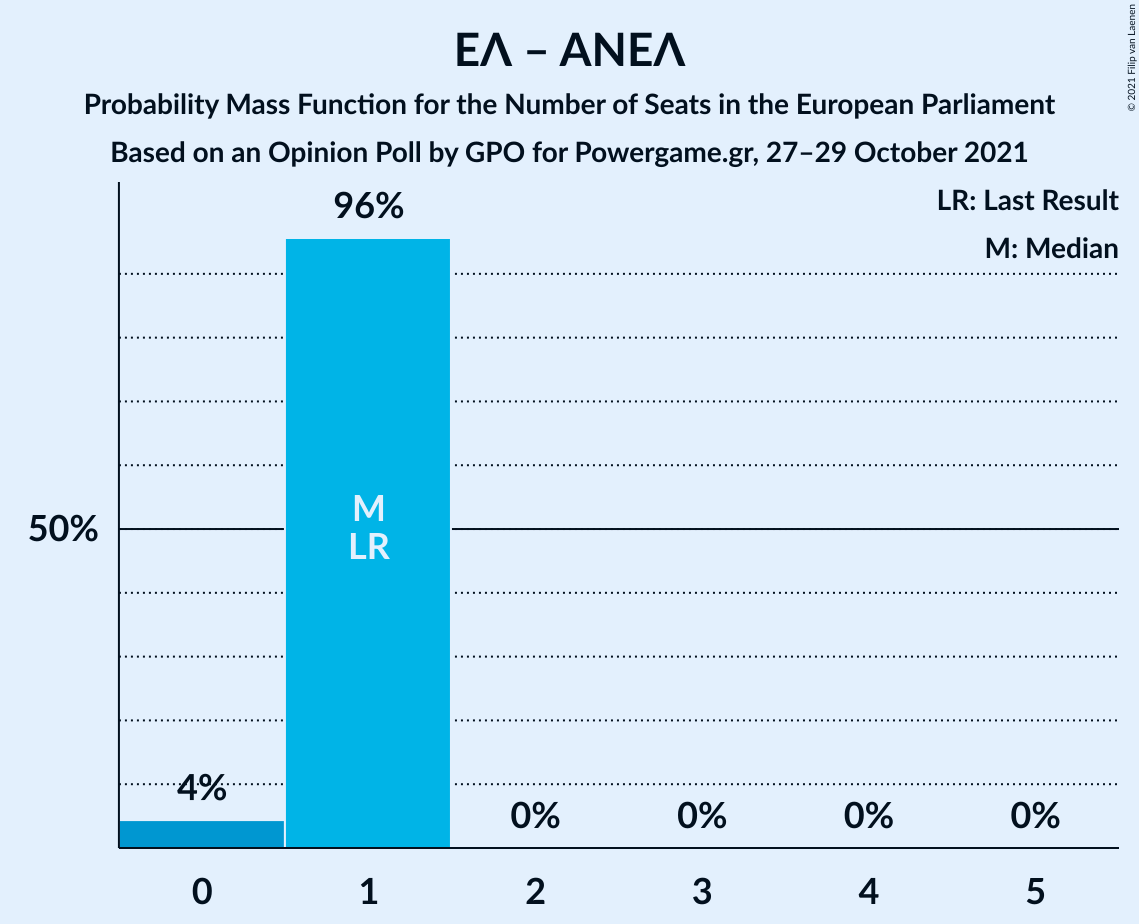 ΕΛ – ΑΝΕΛ
Probability Mass Function for the Number of Seats in the European Parliament
Based on an Opinion Poll by GPO for Powergame.gr, 27–29 October 2021
© 2021 Filip van Laenen
LR: Last Result
M: Median
96%
M
LR
50%
4%
0% 0% 0% 0%
0 1 2 3 4 5